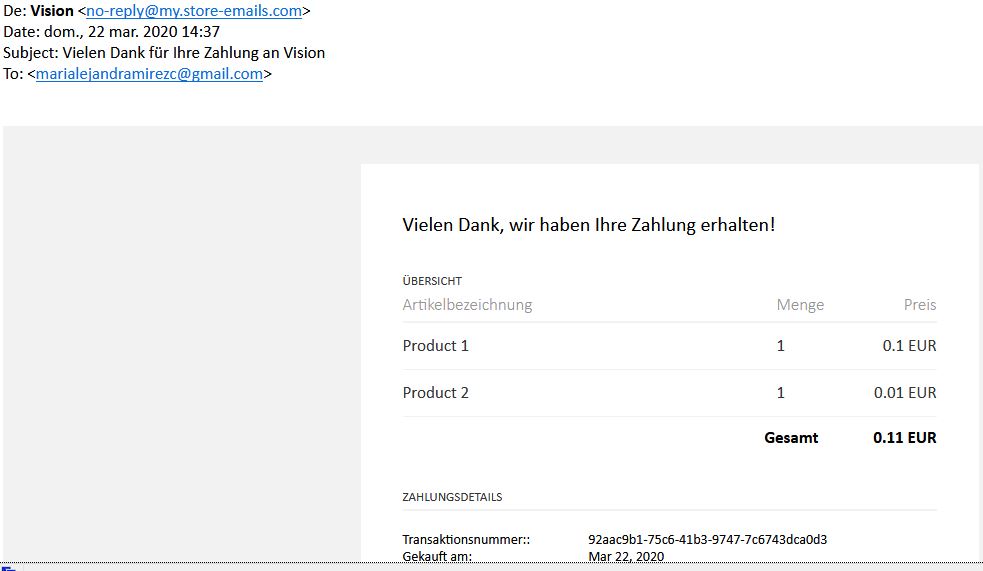 De: Vision <no-reply@my.store-emails.com>
Date: dom., 22 mar. 2020 14:37
Subject: Vielen Dank für Ihre Zahlung an Vision
To: <marialejandramirezc@gmail.com>
Vielen Dank, wir haben Ihre Zahlung erhalten!
ÜBERSICHT
Artikelbezeichnung Menge Preis
Product 1 1 0.1 EUR
Product 2 1 0.01 EUR
Gesamt 0.11 EUR
ZAHLUNGSDETAILS
Transaktionsnummer:: 92aac9b1-75c6-41b3-9747-7c6743dca0d3
Gekauft am: Mar 22, 2020